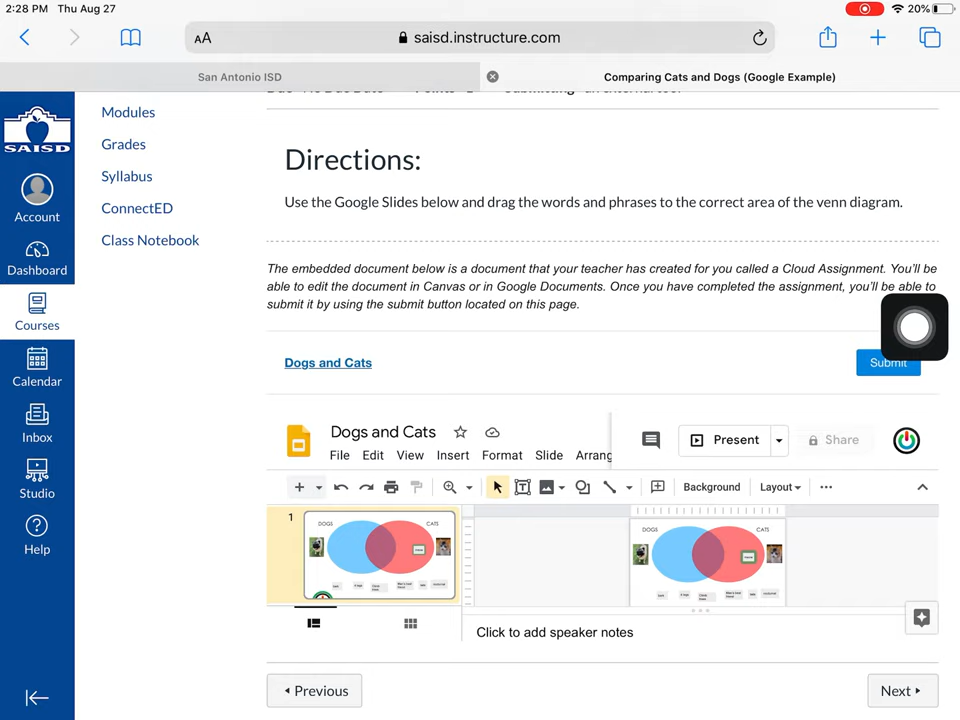 2:28 PM Thu Aug 27
20%
AA
saisd.instructure.com
San Antonio ISD
Comparing Cats and Dogs (Google Example)
SAISD
Account
Dashboard
Courses
Calendar
Inbox
Studio
Help
Modules
Grades
Syllabus
ConnectED
Class Notebook
Directions:
Use the Google Slides below and drag the words and phrases to the correct area of the venn diagram.
The embedded document below is a document that your teacher has created for you called a Cloud Assignment. You'll be
able to edit the document in Canvas or in Google Documents. Once you have completed the assignment, you'll be able to
submit it by using the submit button located on this page.
Dogs and Cats
Submit
Dogs and Cats
File Edit View Insert Format Slide Arrang
Present
Share
Background
Layout
1
DOGS
CATS
DOGS
CATS
Click to add speaker notes
Previous
Next